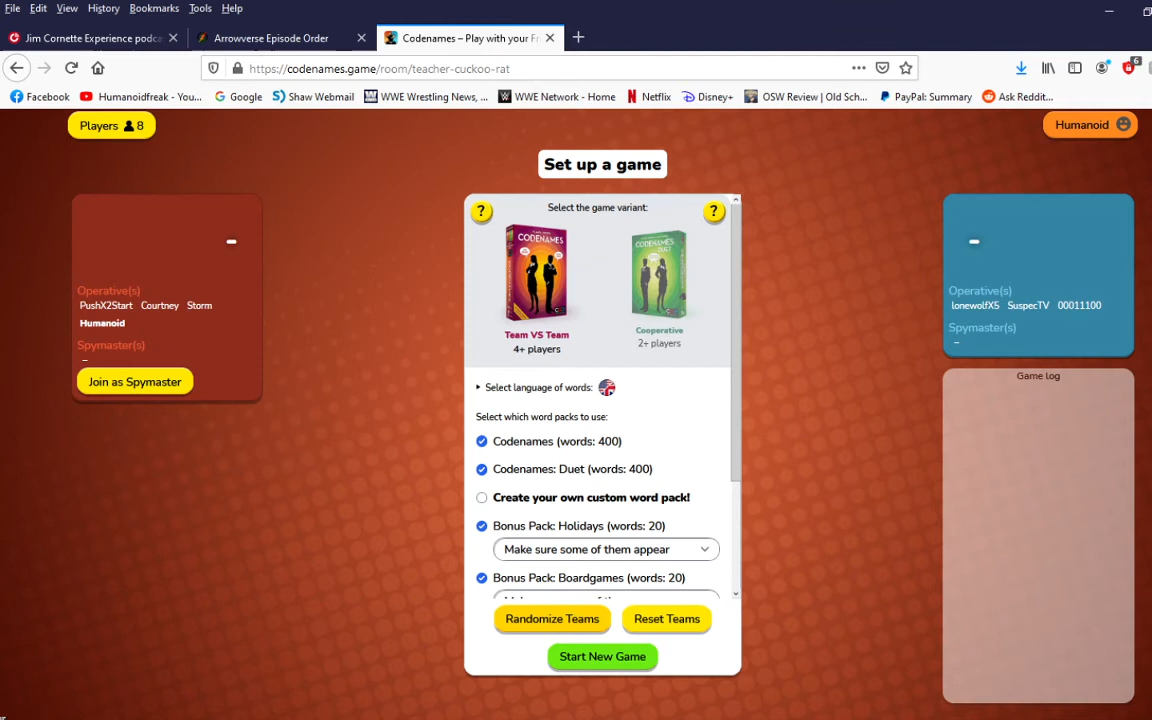 File Edit View History Bookmarks Tools Help
Jim Cornette Experience podca
Arrowverse Episode Order
Codenames – Play with your Fr
https://codenames.game/room/teacher-cuckoo-rat
6
Facebook Humanoidfreak - You... Google Shaw Webmail WWE Wrestling News, ... WWE Network - Home Netflix Disney+ OSW Review | Old Sch... PayPal: Summary Ask Reddit...
Players 8
Humanoid
Set up a game
? Select the game variant: ?
CODENAMES
CODENAMES
DUET
Team VS Team
4+ players
Cooperative
2+ players
Select language of words:
Select which word packs to use:
Codenames (words: 400)
Codenames: Duet (words: 400)
Create your own custom word pack!
Bonus Pack: Holidays (words: 20)
Make sure some of them appear
Bonus Pack: Boardgames (words: 20)
Randomize Teams Reset Teams
Start New Game
-
Operative(s)
PushX2Start Courtney Storm
Humanoid
Spymaster(s)
–
Join as Spymaster
-
Operative(s)
lonewolfX5 SuspecTV 00011100
Spymaster(s)
–
Game log